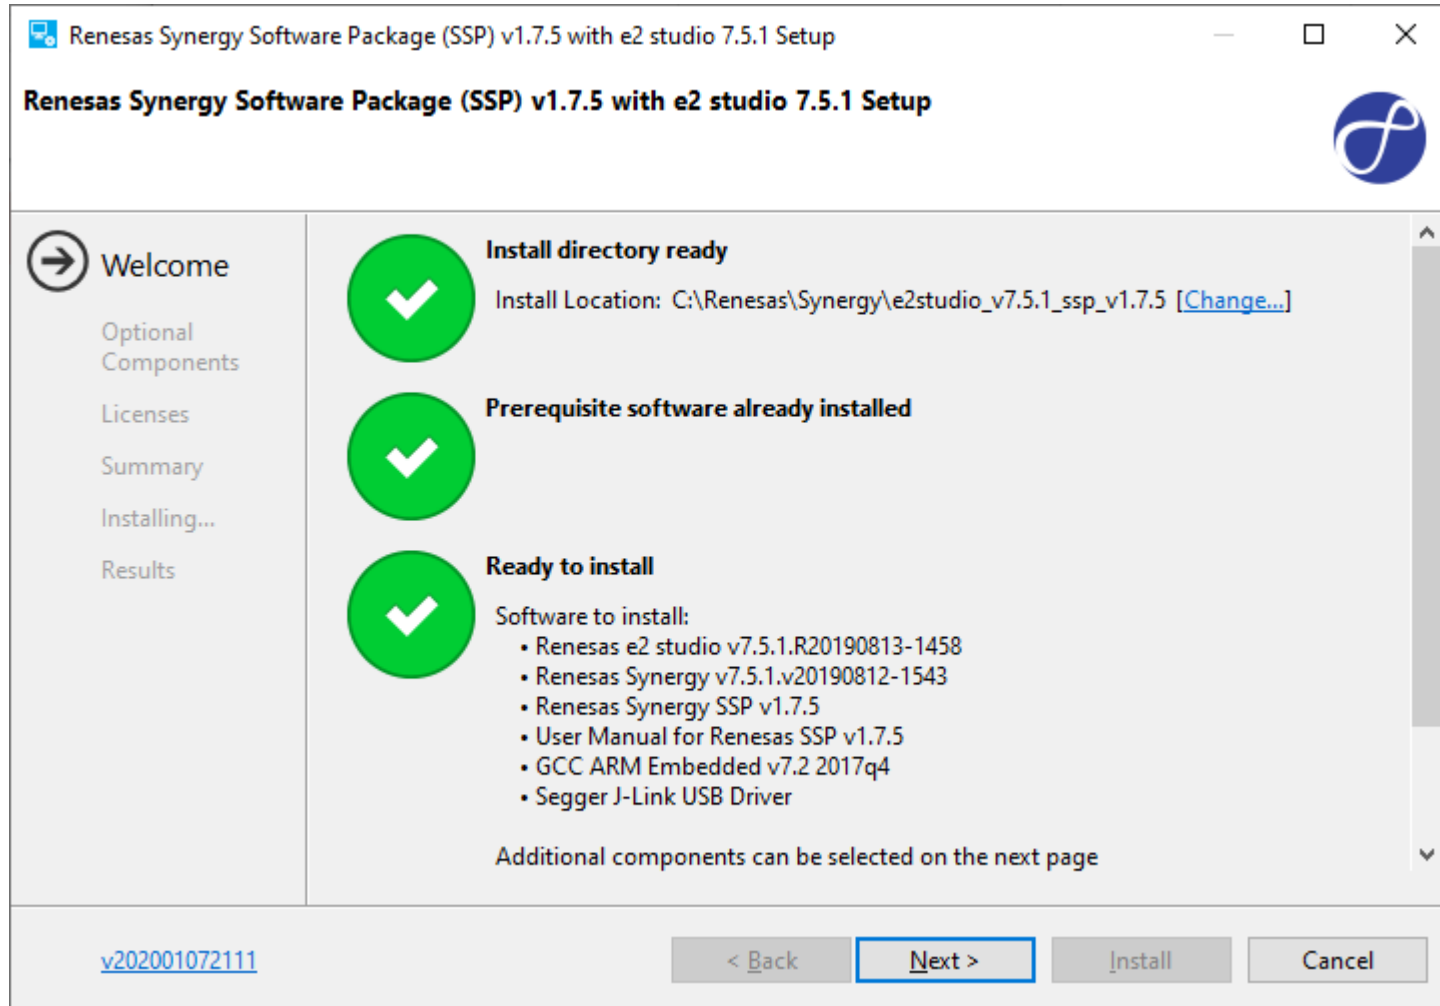 Renesas Synergy Software Package (SSP) v1.7.5 with e2 studio 7.5.1 Setup
Renesas Synergy Software Package (SSP) v1.7.5 with e2 studio 7.5.1 Setup
Welcome
Optional
Components
Licenses
Summary
Installing...
Results
Install directory ready
Install Location: C:\Renesas\Synergy\e2studio_v7.5.1_ssp_v1.7.5 [Change...]
Prerequisite software already installed
Ready to install
Software to install:
• Renesas e2 studio v7.5.1.R20190813-1458
• Renesas Synergy v7.5.1.v20190812-1543
• Renesas Synergy SSP v1.7.5
• User Manual for Renesas SSP v1.7.5
• GCC ARM Embedded v7.2 2017q4
• Segger J-Link USB Driver
Additional components can be selected on the next page
v202001072111
< Back
Next >
Install
Cancel